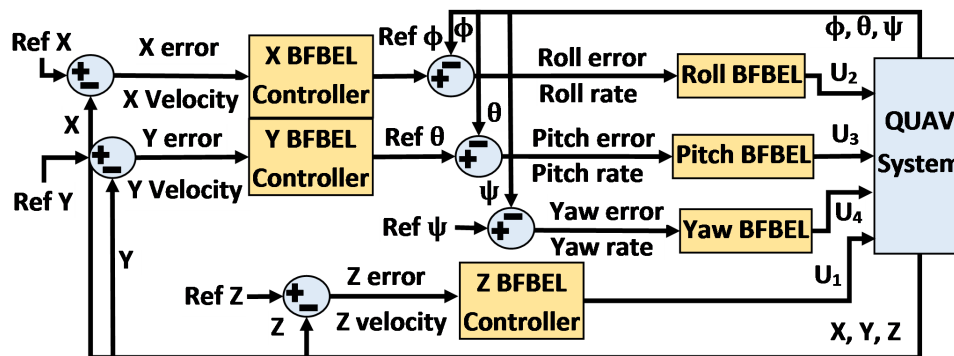 Ref X
X error
X Velocity
X BFBEL
Controller
Ref ϕ
ϕ
Roll error
Roll rate
Roll BFBEL
U2
ϕ, θ, ψ
X
Y error
Y Velocity
Y BFBEL
Controller
Ref θ
θ
Pitch error
Pitch rate
Pitch BFBEL
U3
QUAV
System
Ref Y
ψ
Ref ψ
Yaw error
Yaw rate
Yaw BFBEL
U4
Y
Ref Z
Z
Z error
Z velocity
Z BFBEL
Controller
U1
X, Y, Z